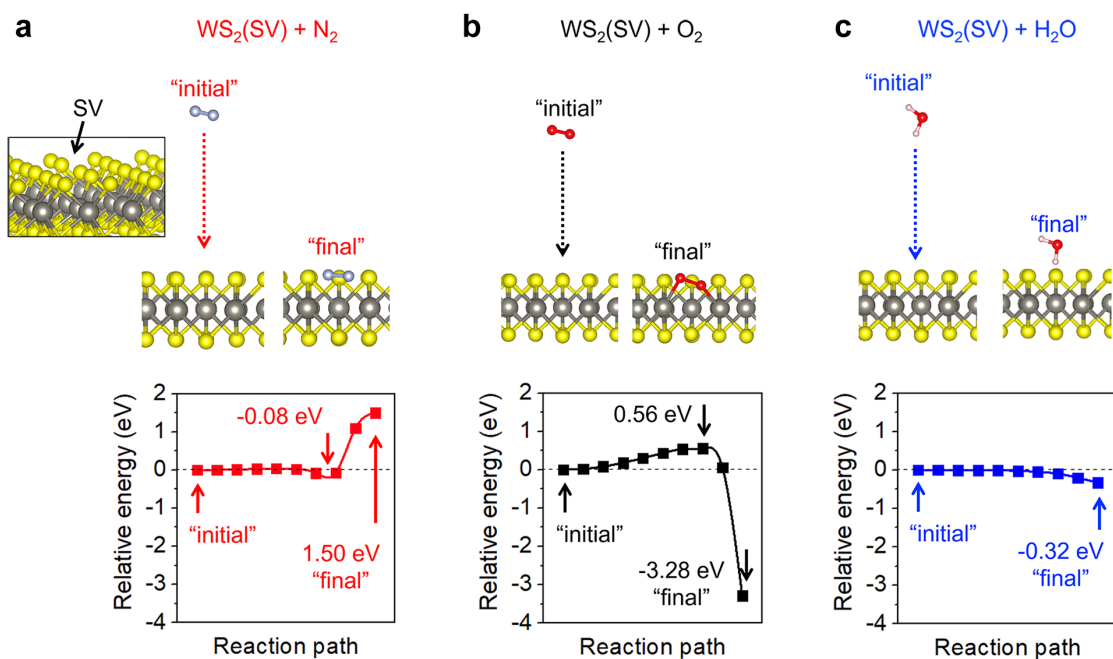 a
WS2(SV) + N2
"initial"
SV
"final"
Relative energy (eV)
2
1
0
-1
-2
-3
-4
-0.08 eV
"initial"
1.50 eV
"final"
Reaction path
b
WS2(SV) + O2
"initial"
"final"
Relative energy (eV)
2
1
0
-1
-2
-3
-4
0.56 eV
"initial"
-3.28 eV
"final"
Reaction path
c
WS2(SV) + H2O
"initial"
"final"
Relative energy (eV)
2
1
0
-1
-2
-3
-4
"initial"
-0.32 eV
"final"
Reaction path